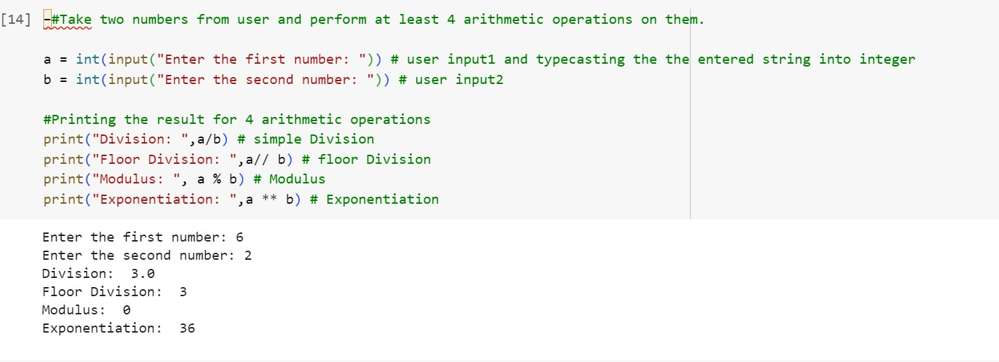 [14] -#Take two numbers from user and perform at least 4 arithmetic operations on them.
a = int(input("Enter the first number: ")) # user input1 and typecasting the the entered string into integer
b = int(input("Enter the second number: ")) # user input2
#Printing the result for 4 arithmetic operations
print("Division: ",a/b) # simple Division
print("Floor Division: ",a// b) # floor Division
print("Modulus: ", a % b) # Modulus
print("Exponentiation: ",a ** b) # Exponentiation
Enter the first number: 6
Enter the second number: 2
Division:  3.0
Floor Division:  3
Modulus:  0
Exponentiation:  36